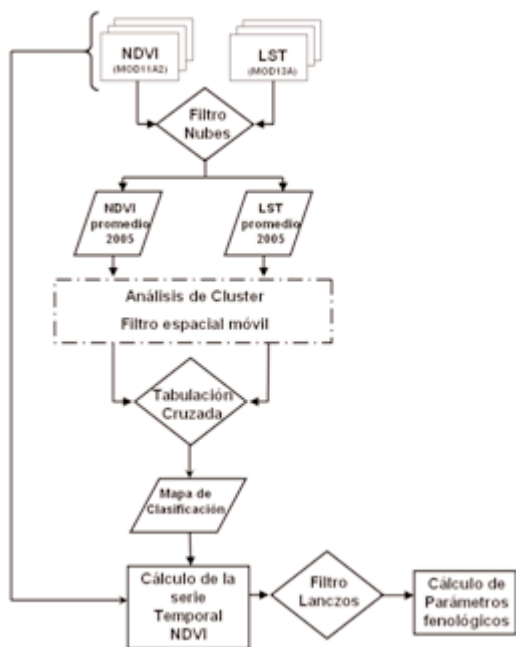 NDVI
(MOD11A2)
LST
(MOD13A)
Filtro
Nubes
NDVI
promedio
2005
LST
promedio
2005
Análisis de Cluster
Filtro espacial móvil
Tabulación
Cruzada
Mapa de
Clasificación
Cálculo de la
serie
Temporal
NDVI
Filtro
Lanczos
Cálculo de
Parámetros
fenológicos